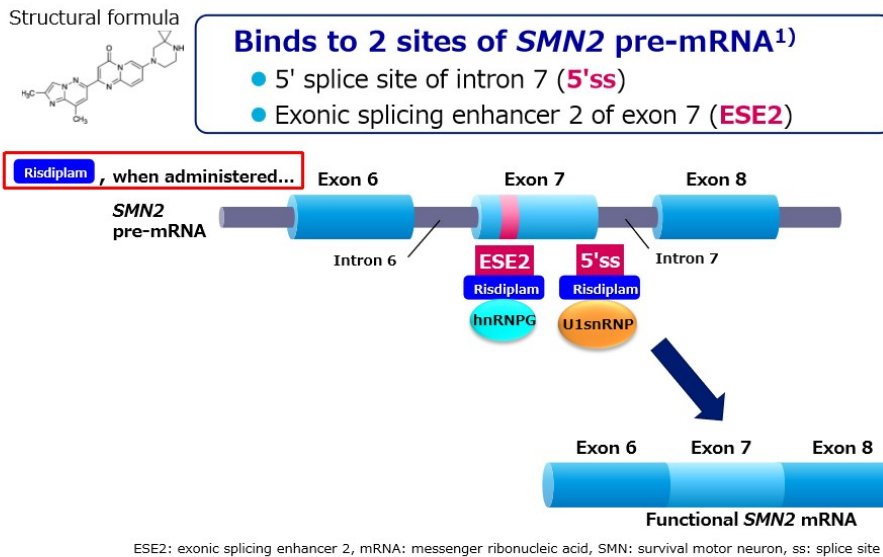 Structural formula
Binds to 2 sites of SMN2 pre-mRNA1)
● 5' splice site of intron 7 (5'ss)
● Exonic splicing enhancer 2 of exon 7 (ESE2)
O
N
NH
N
N
N
N
N
H₃C
N
CH₃
Risdiplam , when administered...
Exon 6
Exon 7
Exon 8
SMN2
pre-mRNA
Intron 6
Intron 7
ESE2
5'ss
Risdiplam
Risdiplam
hnRNPG
U1snRNP
Exon 6
Exon 7
Exon 8
Functional SMN2 mRNA
ESE2: exonic splicing enhancer 2, mRNA: messenger ribonucleic acid, SMN: survival motor neuron, ss: splice site